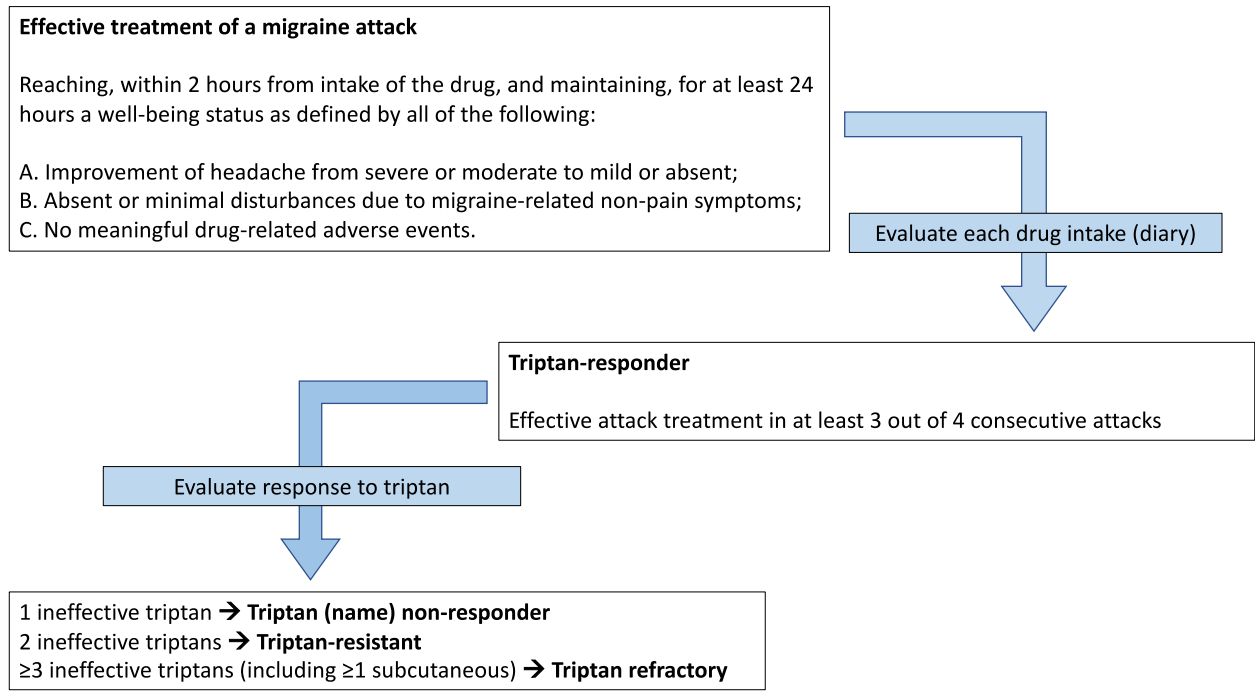 Effective treatment of a migraine attack
Reaching, within 2 hours from intake of the drug, and maintaining, for at least 24
hours a well-being status as defined by all of the following:
A. Improvement of headache from severe or moderate to mild or absent;
B. Absent or minimal disturbances due to migraine-related non-pain symptoms;
C. No meaningful drug-related adverse events.
Evaluate each drug intake (diary)
Triptan-responder
Effective attack treatment in at least 3 out of 4 consecutive attacks
Evaluate response to triptan
1 ineffective triptan → Triptan (name) non-responder
2 ineffective triptans → Triptan-resistant
≥3 ineffective triptans (including ≥1 subcutaneous) → Triptan refractory